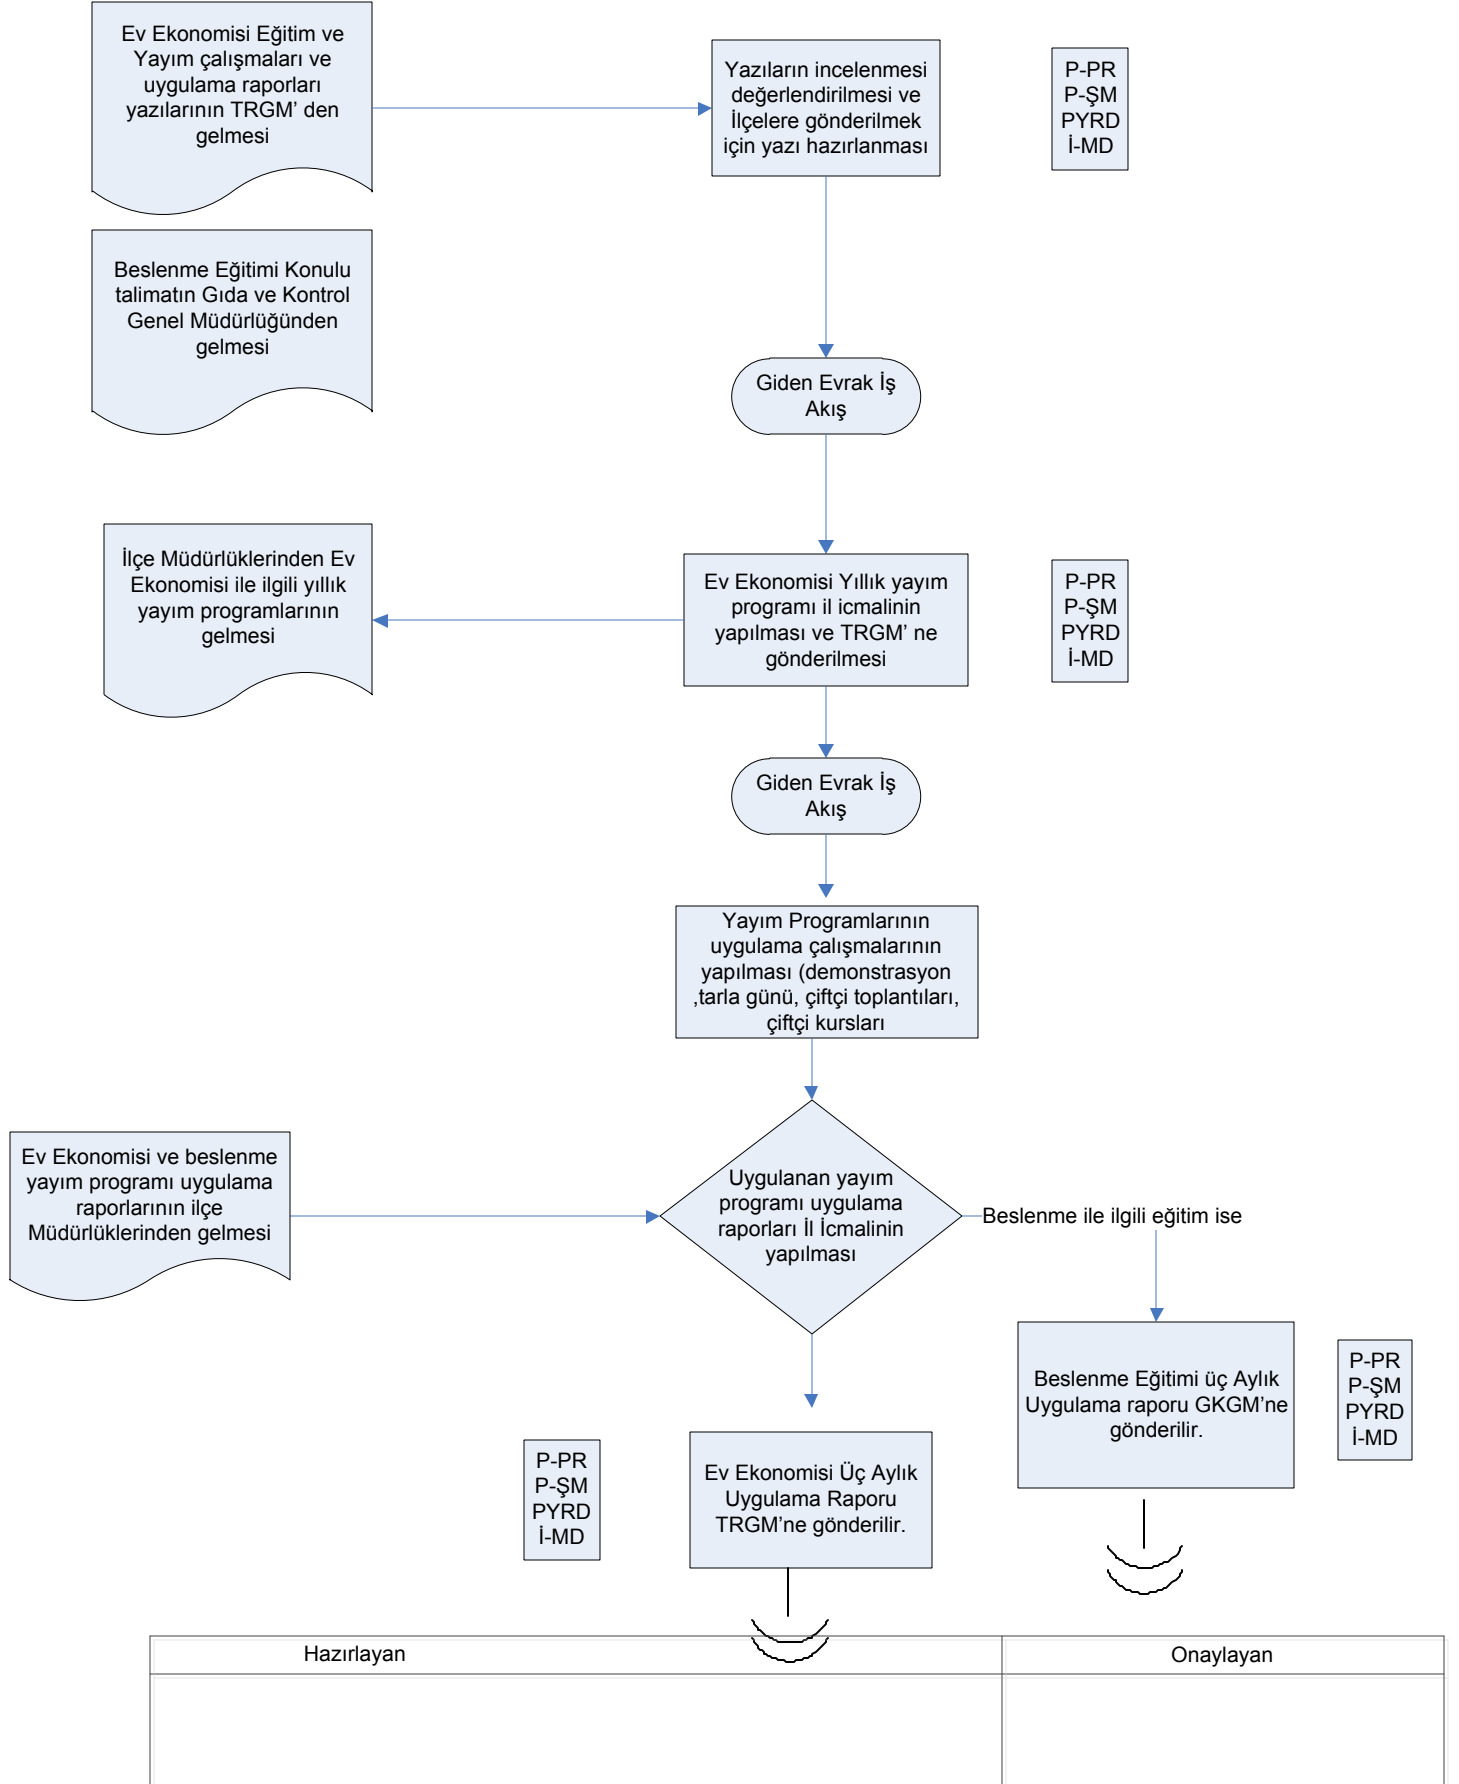 Ev Ekonomisi Eğitim ve
Yayım çalışmaları ve
uygulama raporları
yazılarının TRGM’ den
gelmesi
Yazıların incelenmesi
değerlendirilmesi ve
İlçelere gönderilmek
için yazı hazırlanması
P-PR
P-ŞM
PYRD
İ-MD
Beslenme Eğitimi Konulu
talimatın Gıda ve Kontrol
Genel Müdürlüğünden
gelmesi
Giden Evrak İş
Akış
İlçe Müdürlüklerinden Ev
Ekonomisi ile ilgili yıllık
yayım programlarının
gelmesi
Ev Ekonomisi Yıllık yayım
programı il icmalinin
yapılması ve TRGM’ ne
gönderilmesi
P-PR
P-ŞM
PYRD
İ-MD
Giden Evrak İş
Akış
Yayım Programlarının
uygulama çalışmalarının
yapılması (demonstrasyon
,tarla günü, çiftçi toplantıları,
çiftçi kursları
Ev Ekonomisi ve beslenme
yayım programı uygulama
raporlarının ilçe
Müdürlüklerinden gelmesi
Uygulanan yayım
programı uygulama
raporları İl İcmalinin
yapılması
Beslenme ile ilgili eğitim ise
Beslenme Eğitimi üç Aylık
Uygulama raporu GKGM’ne
gönderilir.
P-PR
P-ŞM
PYRD
İ-MD
P-PR
P-ŞM
PYRD
İ-MD
Ev Ekonomisi Üç Aylık
Uygulama Raporu
TRGM’ne gönderilir.
Hazırlayan
Onaylayan